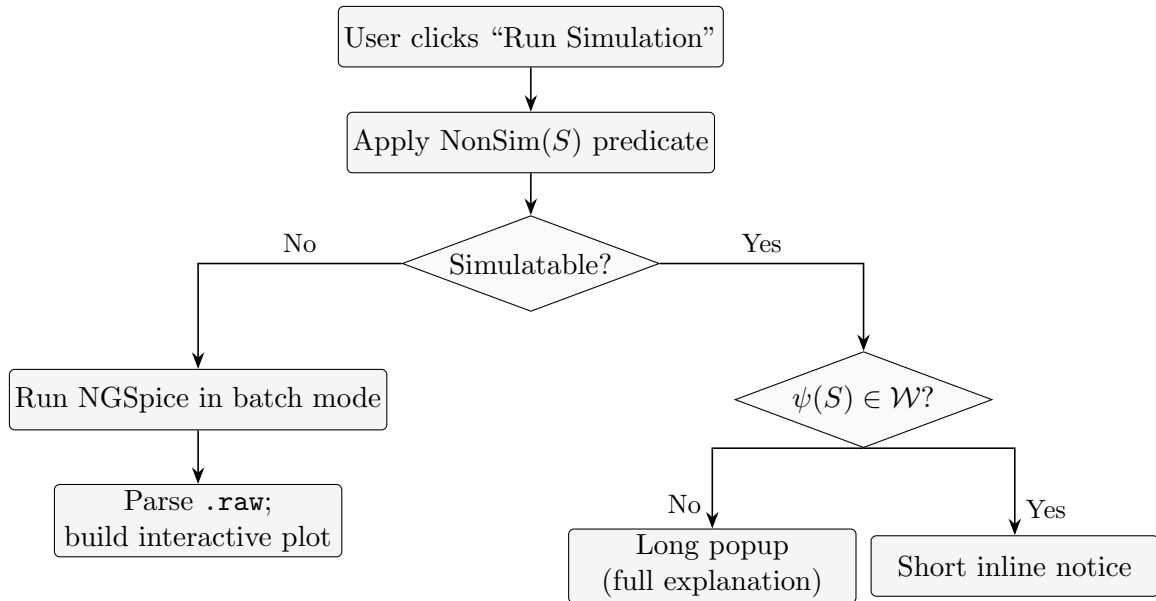 User clicks “Run Simulation”
Apply NonSim(S) predicate
No
Yes
Simulatable?
Run NGSpice in batch mode
ψ(S) ∈ 𝒲?
Parse .raw;
build interactive plot
No
Yes
Long popup
(full explanation)
Short inline notice